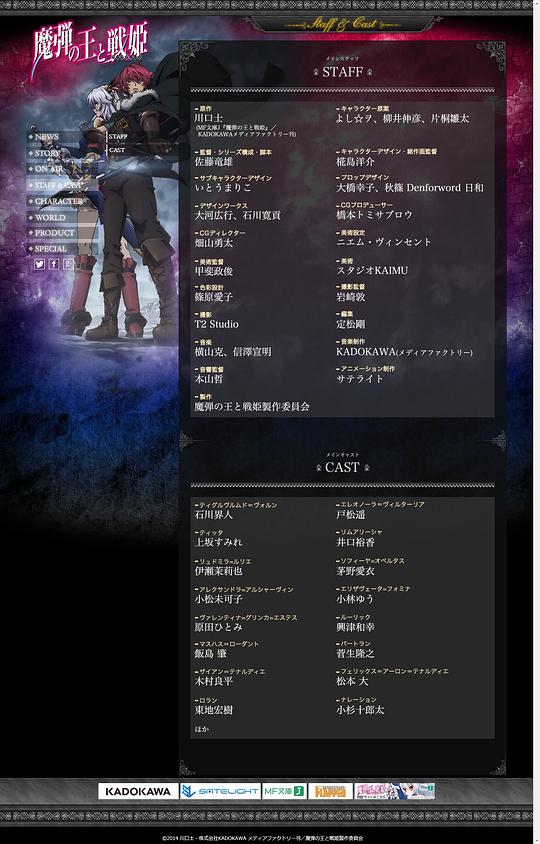 Staff & Cast
魔弾の王と戦姫
NEWS
STORY
ON AIR
STAFF & CAST
CHARACTER
WORLD
PRODUCT
SPECIAL
STAFF
CAST
メインスタッフ
STAFF
原作
川口士
(MF文庫J『魔弾の王と戦姫』／
KADOKAWAメディアファクトリー刊)
キャラクター原案
よし☆ヲ、柳井伸彦、片桐雛太
監督・シリーズ構成・脚本
佐藤竜雄
キャラクターデザイン・総作画監督
椛島洋介
サブキャラクターデザイン
いとうまりこ
プロップデザイン
大橋幸子、秋篠 Denforword 日和
デザインワークス
大河広行、石川寛貢
CGプロデューサー
橋本トミサブロウ
CGディレクター
畑山勇太
美術設定
ニエム・ヴィンセント
美術監督
甲斐政俊
美術
スタジオKAIMU
色彩設計
篠原愛子
撮影監督
岩崎敦
撮影
T2 Studio
編集
定松剛
音楽
横山克、信澤宣明
音楽制作
KADOKAWA(メディアファクトリー)
音響監督
本山哲
アニメーション制作
サテライト
製作
魔弾の王と戦姫製作委員会
メインキャスト
CAST
ティグルヴルムド＝ヴォルン
石川界人
エレオノーラ＝ヴィルターリア
戸松遥
ティッタ
上坂すみれ
リムアリーシャ
井口裕香
リュドミラ=ルリエ
伊瀬茉莉也
ソフィーヤ=オベルタス
茅野愛衣
アレクサンドラ=アルシャーヴィン
小松未可子
エリザヴェータ=フォミナ
小林ゆう
ヴァレンティナ=グリンカ=エステス
原田ひとみ
ルーリック
興津和幸
マスハス＝ローダント
飯島 肇
バートラン
菅生隆之
ザイアン＝テナルディエ
木村良平
フェリックス＝アーロン＝テナルディエ
松本 大
ロラン
東地宏樹
ナレーション
小杉十郎太
ほか
KADOKAWA
SATELIGHT
MF文庫J
©2014 川口士・株式会社KADOKAWA メディアファクトリー刊／魔弾の王と戦姫製作委員会